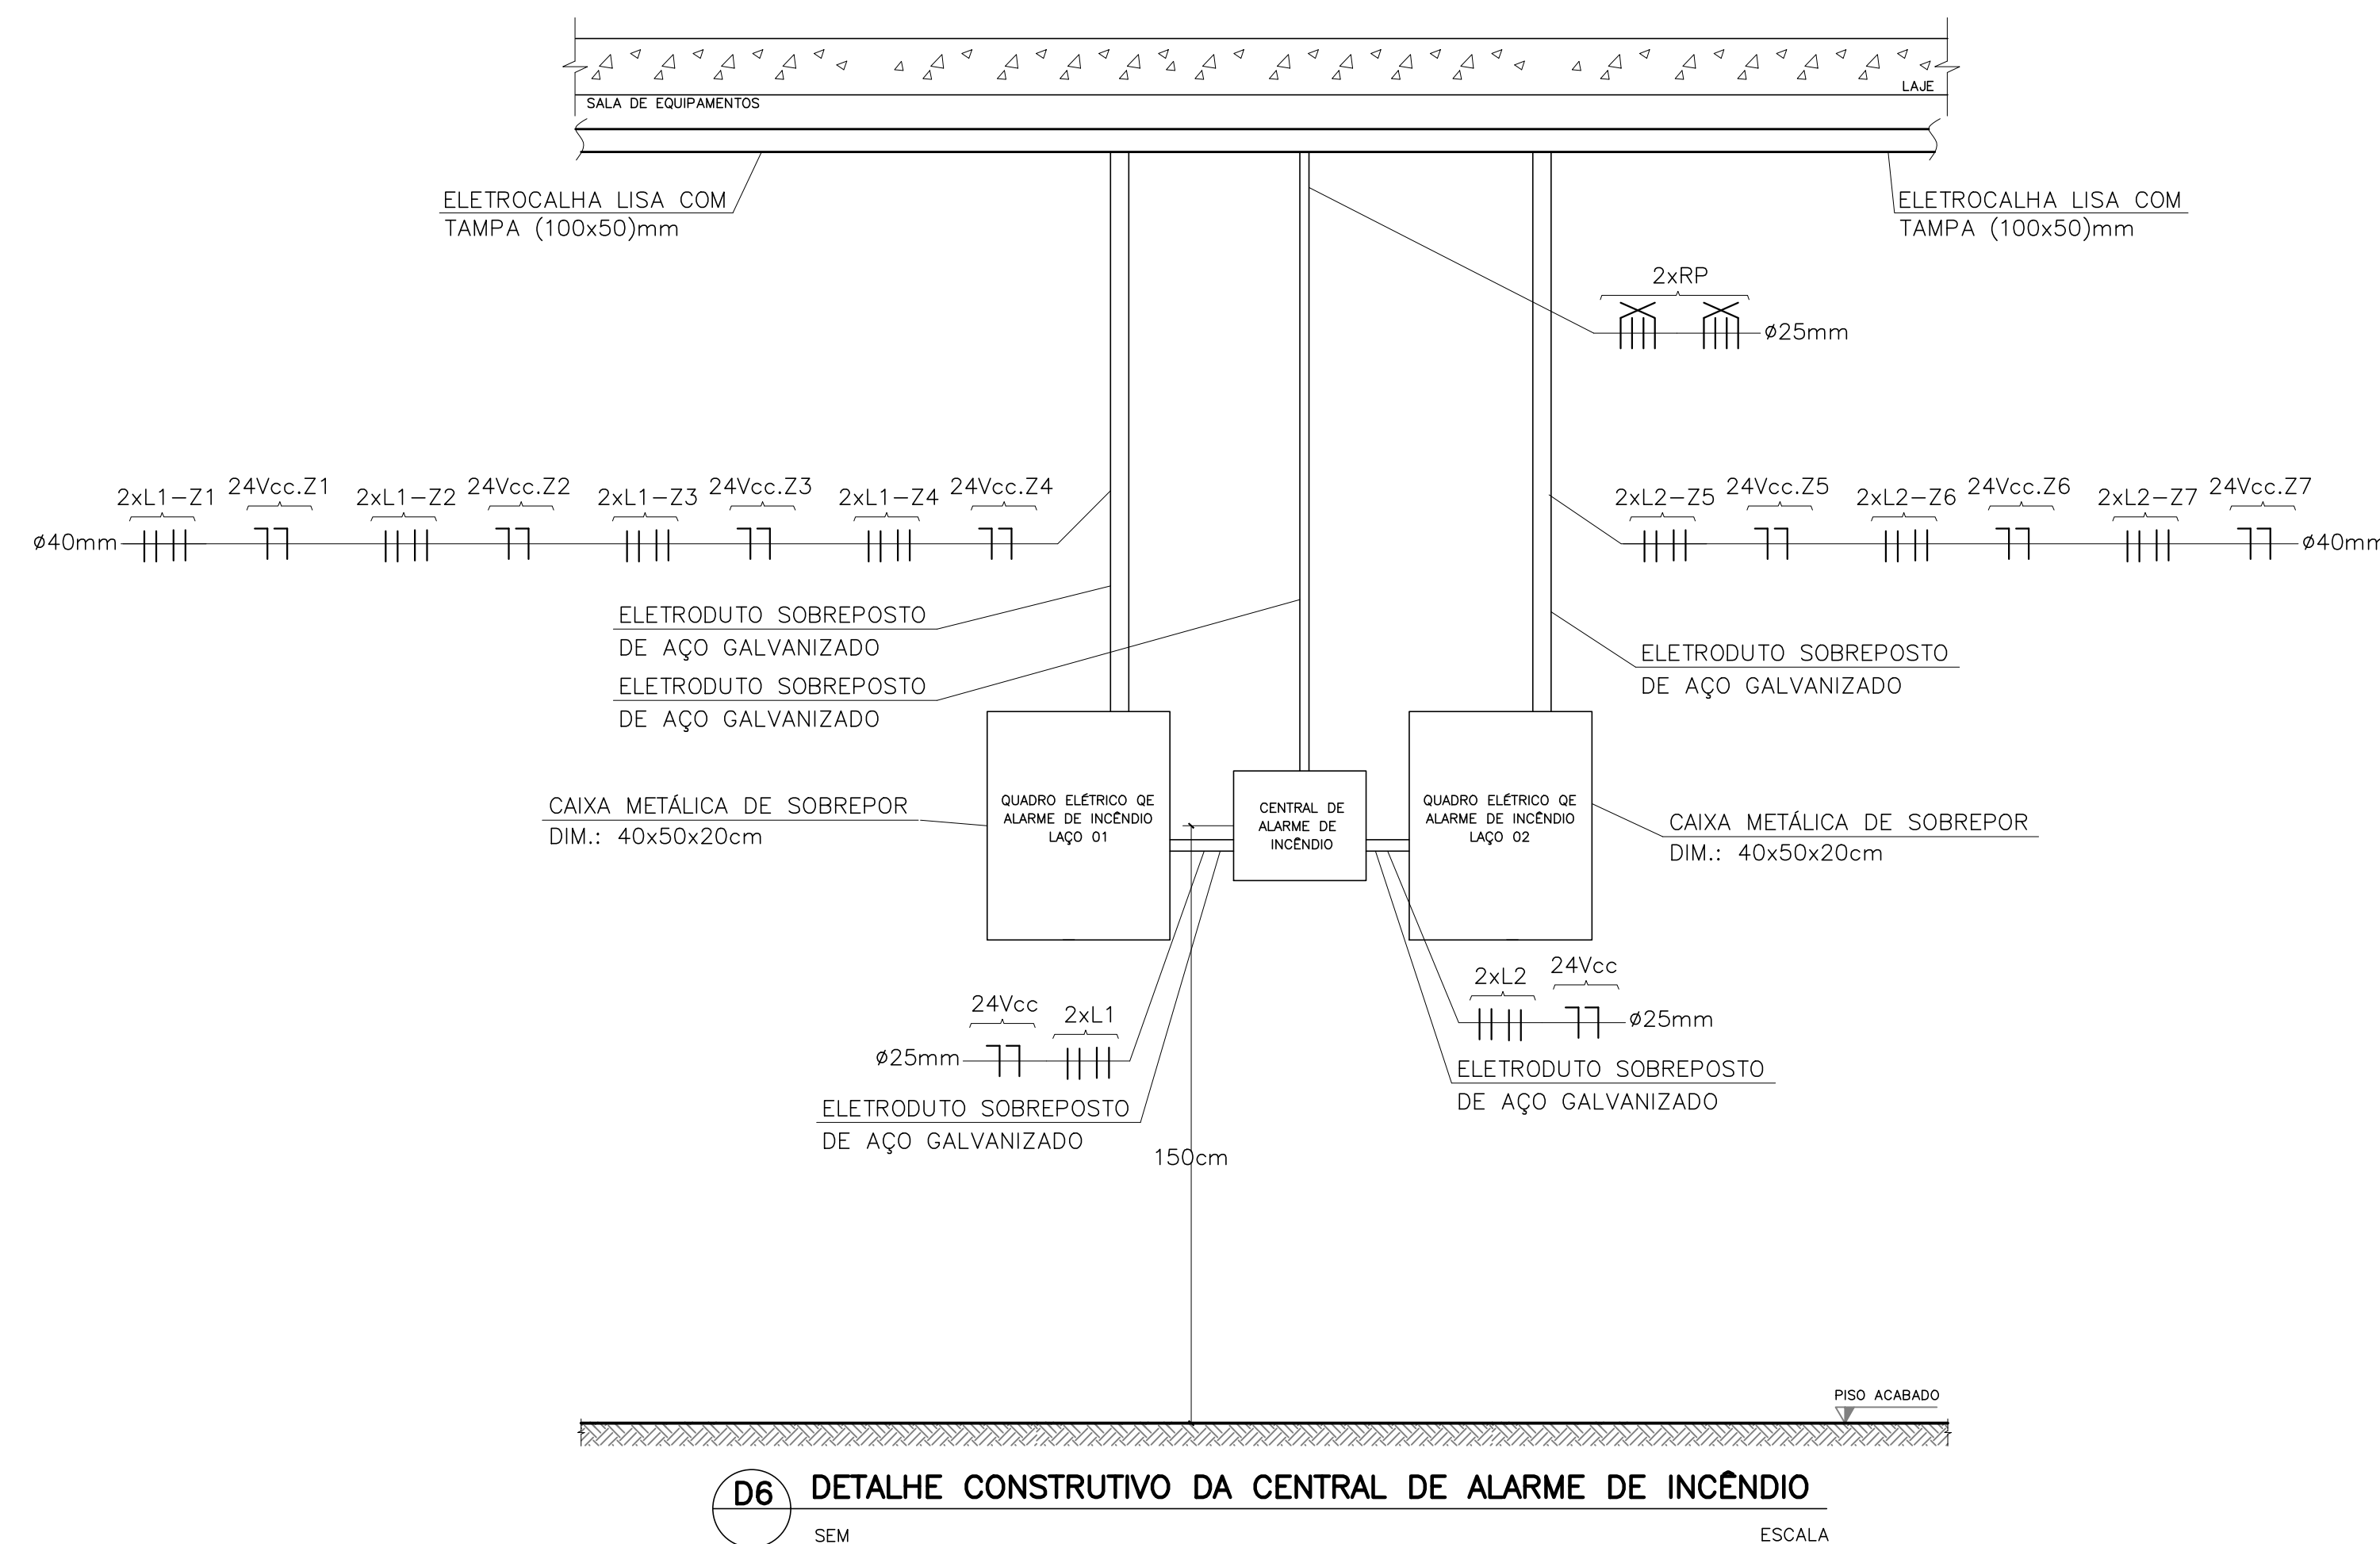 SALA DE EQUIPAMENTOS
LAJE
ELETROCALHA LISA COM
TAMPA (100x50)mm
ELETROCALHA LISA COM
TAMPA (100x50)mm
2xRP
ø25mm
2xL1-Z1 24Vcc.Z1 2xL1-Z2 24Vcc.Z2 2xL1-Z3 24Vcc.Z3 2xL1-Z4 24Vcc.Z4
ø40mm
2xL2-Z5 24Vcc.Z5 2xL2-Z6 24Vcc.Z6 2xL2-Z7 24Vcc.Z7
ø40mm
ELETRODUTO SOBREPOSTO
DE AÇO GALVANIZADO
ELETRODUTO SOBREPOSTO
DE AÇO GALVANIZADO
ELETRODUTO SOBREPOSTO
DE AÇO GALVANIZADO
CAIXA METÁLICA DE SOBREPOR
DIM.: 40x50x20cm
QUADRO ELÉTRICO QE
ALARME DE INCÊNDIO
LAÇO 01
CENTRAL DE
ALARME DE
INCÊNDIO
QUADRO ELÉTRICO QE
ALARME DE INCÊNDIO
LAÇO 02
CAIXA METÁLICA DE SOBREPOR
DIM.: 40x50x20cm
24Vcc 2xL1
ø25mm
ELETRODUTO SOBREPOSTO
DE AÇO GALVANIZADO
2xL2 24Vcc
ø25mm
ELETRODUTO SOBREPOSTO
DE AÇO GALVANIZADO
150cm
PISO ACABADO
D6 DETALHE CONSTRUTIVO DA CENTRAL DE ALARME DE INCÊNDIO
SEM ESCALA